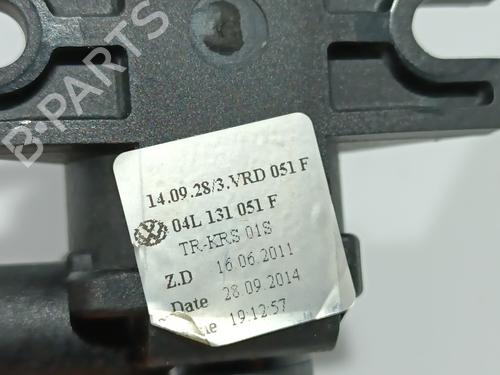 B-PARTS
14.09.28/3.VRD 051 F
04L 131 051 F
TR-KRS 01S
Z.D 16.06.2011
Date 28.09.2014
19:12:57